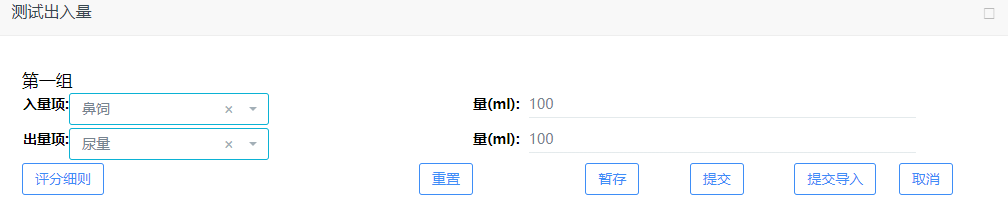 测试出入量
第一组
入量项: 鼻饲 × 量(ml): 100
出量项: 尿量 × 量(ml): 100
评分细则 重置 暂存 提交 提交导入 取消